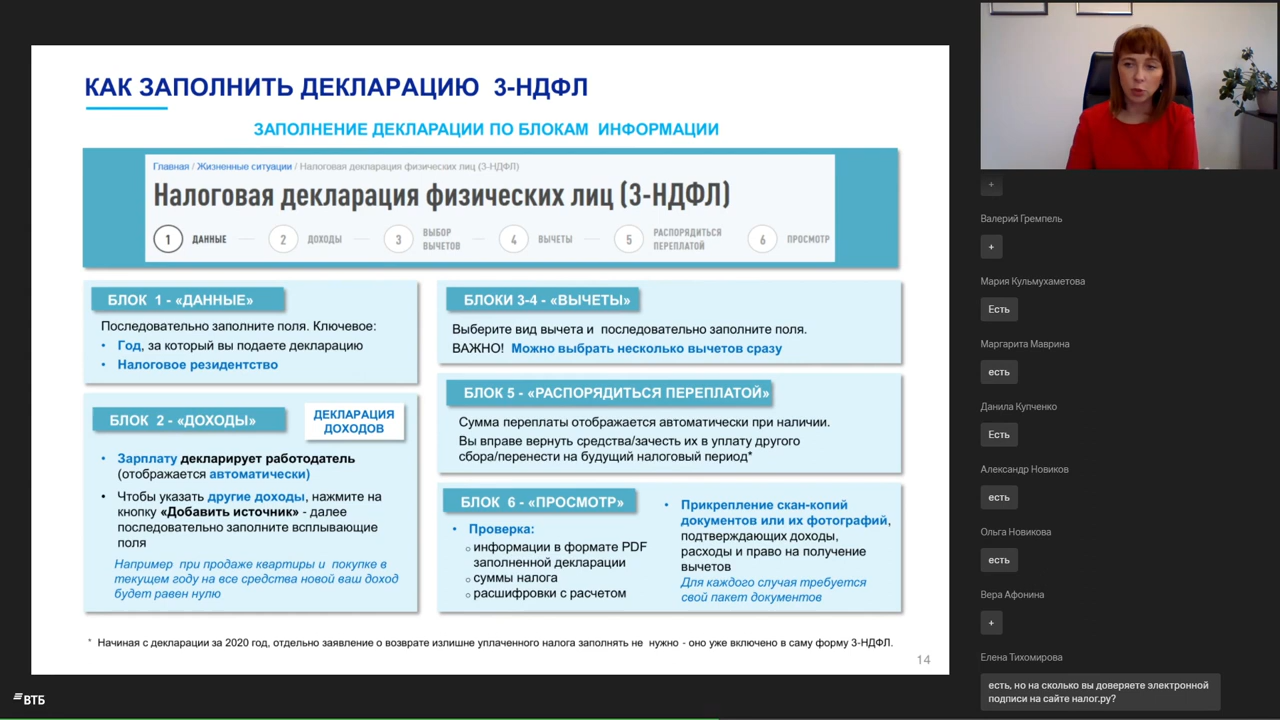 КАК ЗАПОЛНИТЬ ДЕКЛАРАЦИЮ 3-НДФЛ
ЗАПОЛНЕНИЕ ДЕКЛАРАЦИИ ПО БЛОКАМ ИНФОРМАЦИИ
Главная / Жизненные ситуации / Налоговая декларация физических лиц (3-НДФЛ)
Налоговая декларация физических лиц (3-НДФЛ)
1 ДАННЫЕ
2 ДОХОДЫ
3 ВЫБОР
ВЫЧЕТОВ
4 ВЫЧЕТЫ
5 РАСПОРЯДИТЬСЯ
ПЕРЕПЛАТОЙ
6 ПРОСМОТР
БЛОК 1 - «ДАННЫЕ»
Последовательно заполните поля. Ключевое:
• Год, за который вы подаете декларацию
• Налоговое резидентство
БЛОК 2 - «ДОХОДЫ»
ДЕКЛАРАЦИЯ
ДОХОДОВ
• Зарплату декларирует работодатель
(отображается автоматически)
• Чтобы указать другие доходы, нажмите на
кнопку «Добавить источник» - далее
последовательно заполните всплывающие
поля
Например при продаже квартиры и покупке в
текущем году на все средства новой ваш доход
будет равен нулю
БЛОКИ 3-4 - «ВЫЧЕТЫ»
Выберите вид вычета и последовательно заполните поля.
ВАЖНО! Можно выбрать несколько вычетов сразу
БЛОК 5 - «РАСПОРЯДИТЬСЯ ПЕРЕПЛАТОЙ»
Сумма переплаты отображается автоматически при наличии.
Вы вправе вернуть средства/зачесть их в уплату другого
сбора/перенести на будущий налоговый период*
БЛОК 6 - «ПРОСМОТР»
• Проверка:
o информации в формате PDF
заполненной декларации
o суммы налога
o расшифровки с расчетом
• Прикрепление скан-копий
документов или их фотографий,
подтверждающих доходы,
расходы и право на получение
вычетов
Для каждого случая требуется
свой пакет документов
* Начиная с декларации за 2020 год, отдельно заявление о возврате излишне уплаченного налога заполнять не нужно - оно уже включено в саму форму 3-НДФЛ.
14
ВТБ
+
Валерий Гремпель
+
Мария Кульмухаметова
Есть
Маргарита Маврина
есть
Данила Купченко
Есть
Александр Новиков
есть
Ольга Новикова
есть
Вера Афонина
+
Елена Тихомирова
есть, но на сколько вы доверяете электронной
подписи на сайте налог.ру?